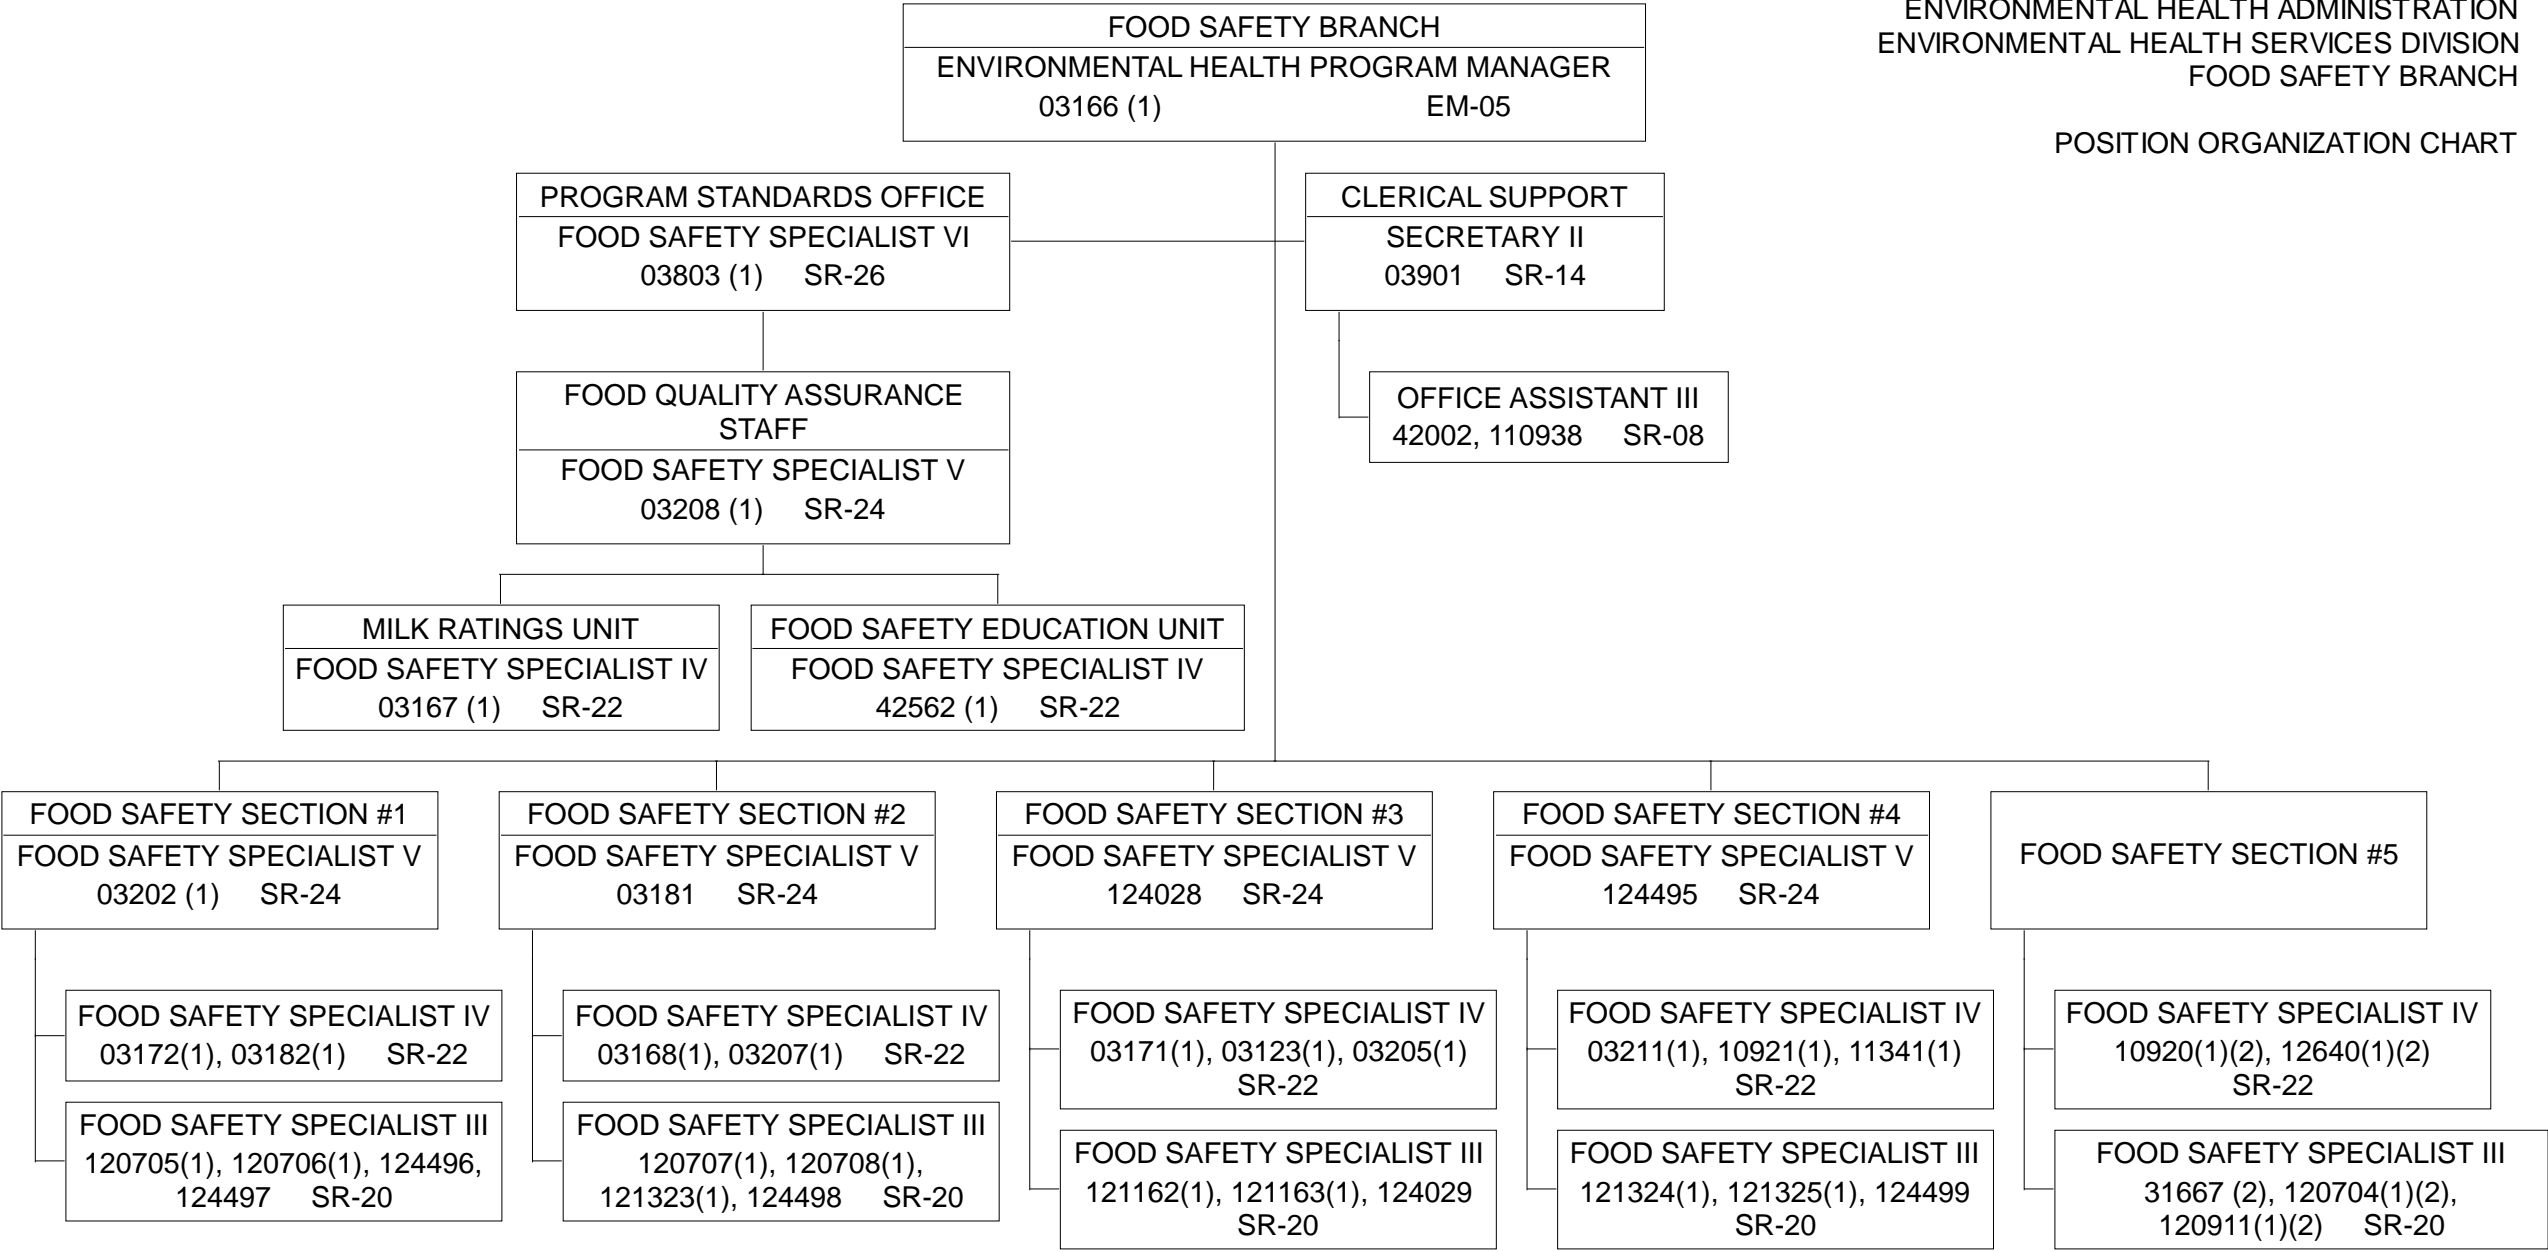 ENVIRONMENTAL HEALTH ADMINISTRATION
ENVIRONMENTAL HEALTH SERVICES DIVISION
FOOD SAFETY BRANCH
POSITION ORGANIZATION CHART
FOOD SAFETY BRANCH
ENVIRONMENTAL HEALTH PROGRAM MANAGER
03166 (1) EM-05
PROGRAM STANDARDS OFFICE
FOOD SAFETY SPECIALIST VI
03803 (1) SR-26
CLERICAL SUPPORT
SECRETARY II
03901 SR-14
OFFICE ASSISTANT III
42002, 110938 SR-08
FOOD QUALITY ASSURANCE
STAFF
FOOD SAFETY SPECIALIST V
03208 (1) SR-24
MILK RATINGS UNIT
FOOD SAFETY SPECIALIST IV
03167 (1) SR-22
FOOD SAFETY EDUCATION UNIT
FOOD SAFETY SPECIALIST IV
42562 (1) SR-22
FOOD SAFETY SECTION #1
FOOD SAFETY SPECIALIST V
03202 (1) SR-24
FOOD SAFETY SPECIALIST IV
03172(1), 03182(1) SR-22
FOOD SAFETY SPECIALIST III
120705(1), 120706(1), 124496,
124497 SR-20
FOOD SAFETY SECTION #2
FOOD SAFETY SPECIALIST V
03181 SR-24
FOOD SAFETY SPECIALIST IV
03168(1), 03207(1) SR-22
FOOD SAFETY SPECIALIST III
120707(1), 120708(1),
121323(1), 124498 SR-20
FOOD SAFETY SECTION #3
FOOD SAFETY SPECIALIST V
124028 SR-24
FOOD SAFETY SPECIALIST IV
03171(1), 03123(1), 03205(1)
SR-22
FOOD SAFETY SPECIALIST III
121162(1), 121163(1), 124029
SR-20
FOOD SAFETY SECTION #4
FOOD SAFETY SPECIALIST V
124495 SR-24
FOOD SAFETY SPECIALIST IV
03211(1), 10921(1), 11341(1)
SR-22
FOOD SAFETY SPECIALIST III
121324(1), 121325(1), 124499
SR-20
FOOD SAFETY SECTION #5
FOOD SAFETY SPECIALIST IV
10920(1)(2), 12640(1)(2)
SR-22
FOOD SAFETY SPECIALIST III
31667 (2), 120704(1)(2),
120911(1)(2) SR-20